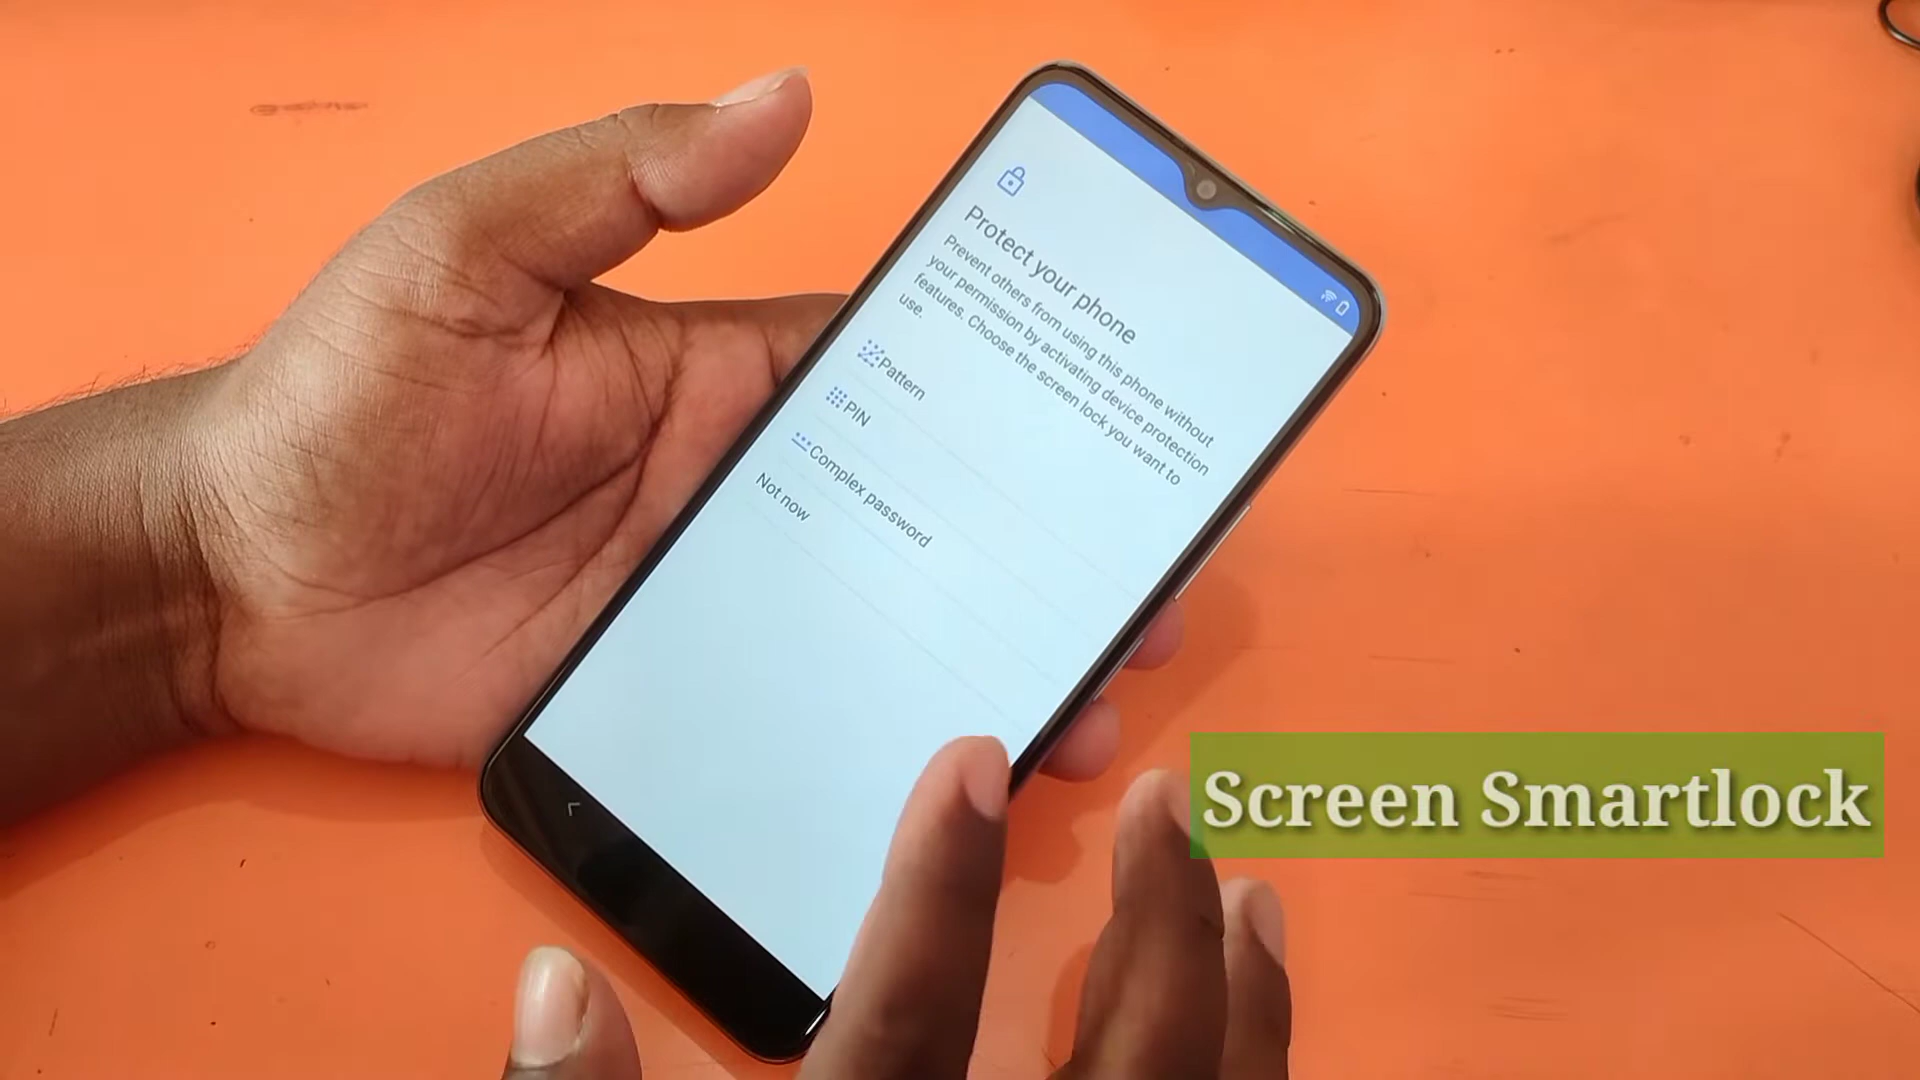 Protect your phone
Prevent others from using this phone without
your permission by activating device protection
features. Choose the screen lock you want to
use.
Pattern
PIN
Complex password
Not now
Screen Smartlock